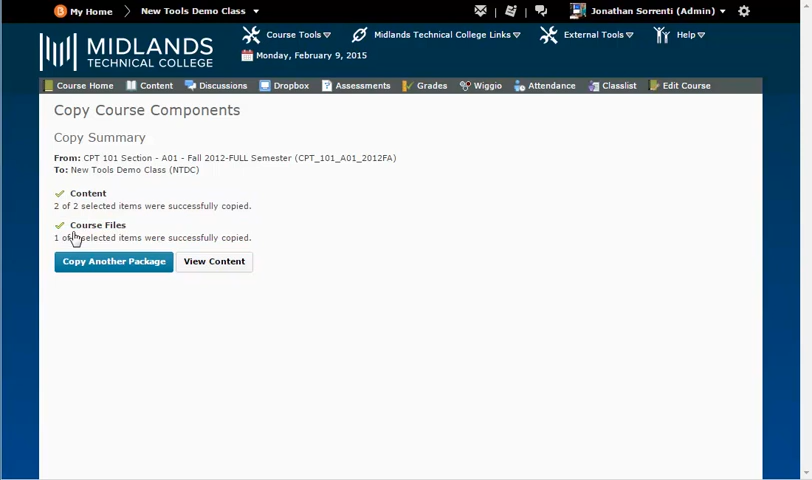 My Home New Tools Demo Class Jonathan Sorrenti (Admin)
MIDLANDS
TECHNICAL COLLEGE
Course Tools Midlands Technical College Links External Tools Help
Monday, February 9, 2015
Course Home Content Discussions Dropbox Assessments Grades Wiggio Attendance Classlist Edit Course
Copy Course Components
Copy Summary
From: CPT 101 Section - A01 - Fall 2012-FULL Semester (CPT_101_A01_2012FA)
To: New Tools Demo Class (NTDC)
Content
2 of 2 selected items were successfully copied.
Course Files
1 of selected items were successfully copied.
Copy Another Package View Content